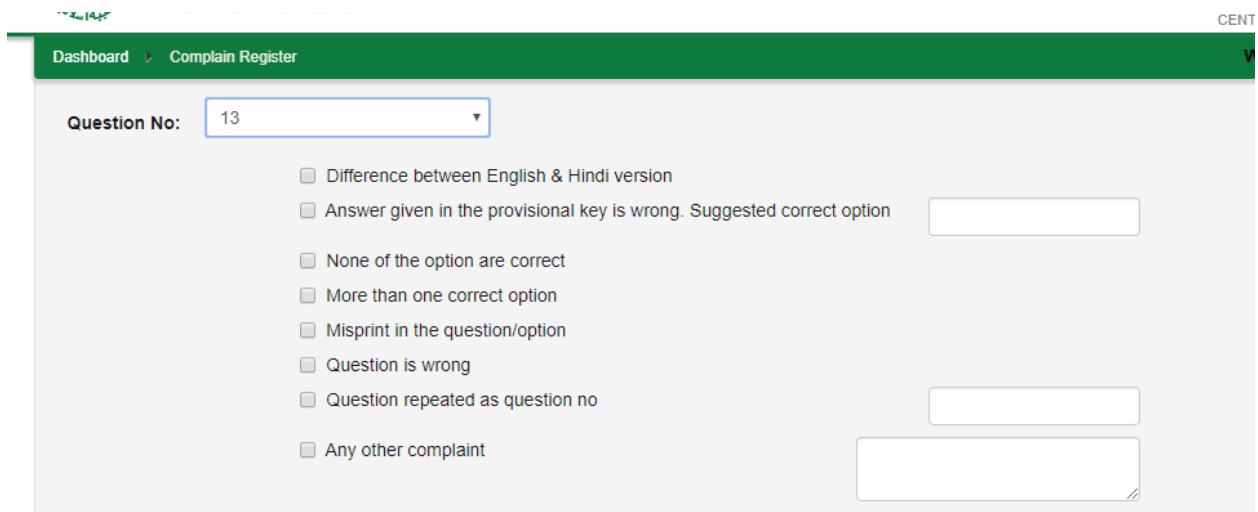 CENT
Dashboard Complain Register
Question No: 13
Difference between English & Hindi version
Answer given in the provisional key is wrong. Suggested correct option
None of the option are correct
More than one correct option
Misprint in the question/option
Question is wrong
Question repeated as question no
Any other complaint